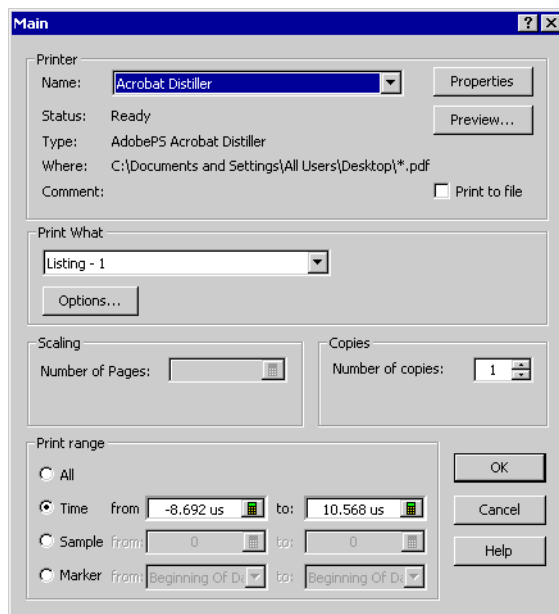 Main
Printer
Name: Acrobat Distiller Properties
Status: Ready
Preview...
Type: AdobePS Acrobat Distiller
Where: C:\Documents and Settings\All Users\Desktop\*.pdf
Comment: Print to file
Print What
Listing - 1
Options...
Scaling
Number of Pages:
Copies
Number of copies: 1
Print range
All
Time from -8.692 us to: 10.568 us
Sample from: 0 to: 0
Marker from: Beginning Of Da to: Beginning Of Da
OK
Cancel
Help